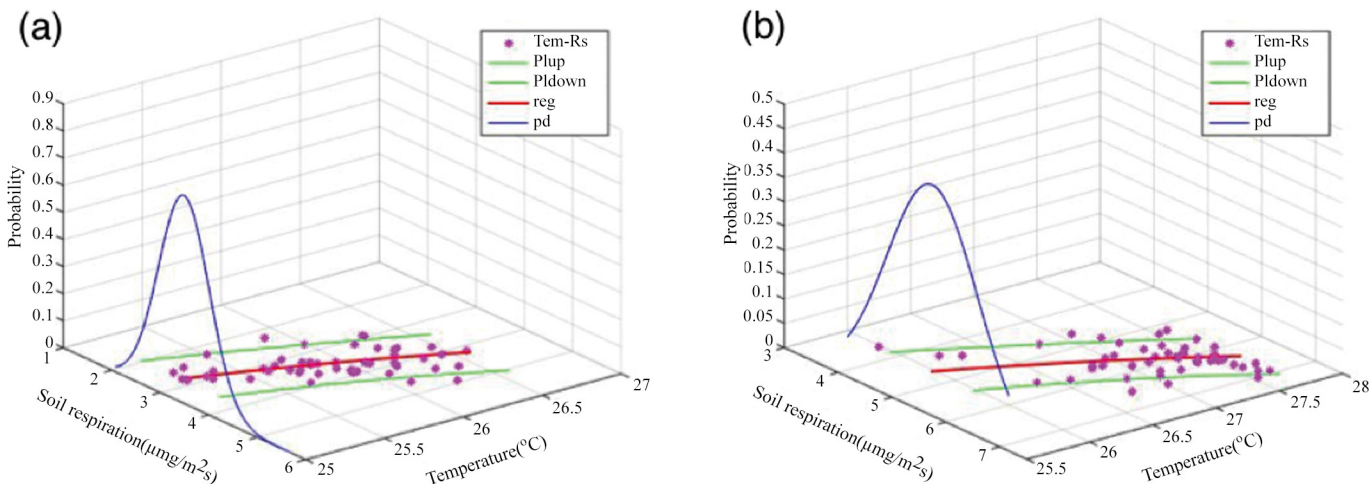 (a)
Tem-Rs
Plup
Pldown
reg
pd
0.9
0.8
0.7
0.6
0.5
0.4
0.3
0.2
0.1
0
Probability
1
2
3
4
5
6
Soil respiration(μmg/m²s)
25
25.5
26
26.5
27
Temperature(°C)
(b)
Tem-Rs
Plup
Pldown
reg
pd
0.5
0.45
0.4
0.35
0.3
0.25
0.2
0.15
0.1
0.05
0
Probability
3
4
5
6
7
Soil respiration(μmg/m²s)
25.5
26
26.5
27
27.5
28
Temperature(°C)